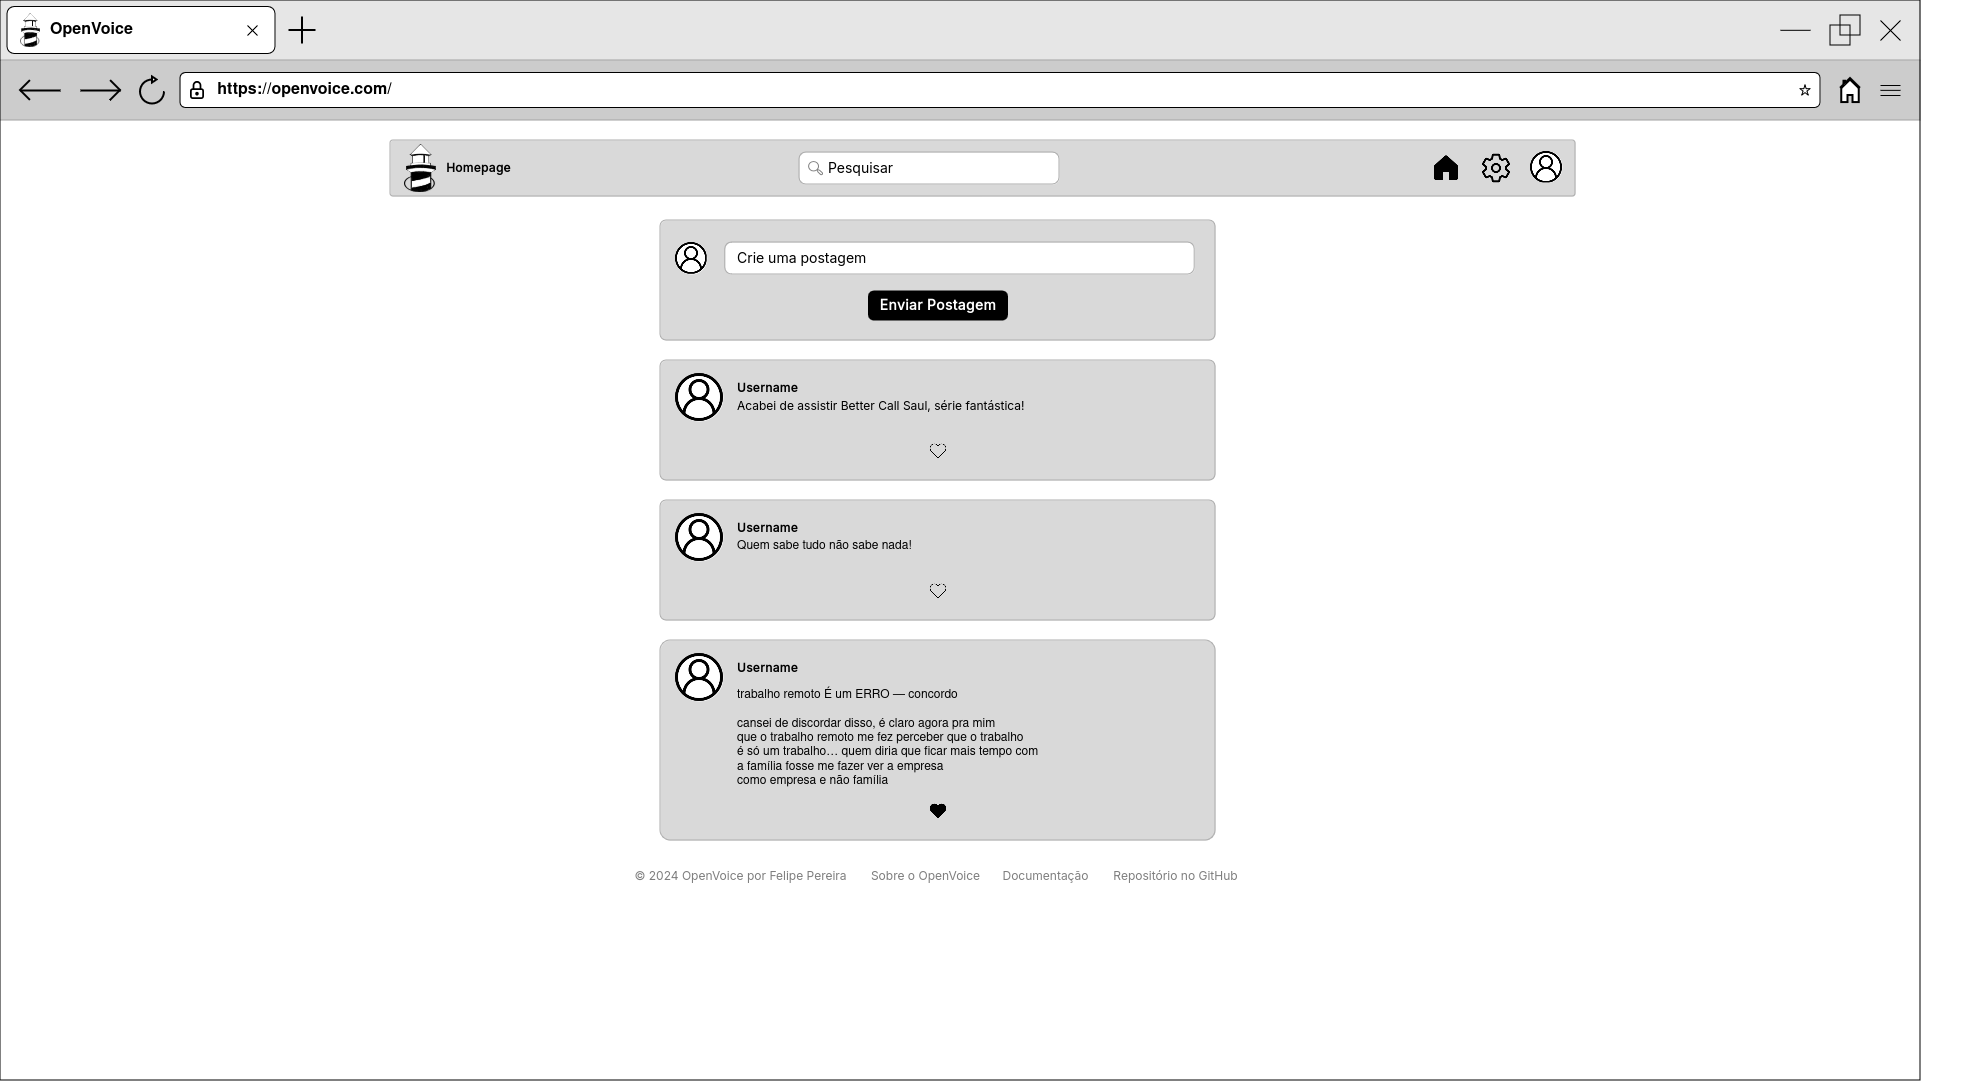 OpenVoice
https://openvoice.com/
Homepage
Pesquisar
Crie uma postagem
Enviar Postagem
Username
Acabei de assistir Better Call Saul, série fantástica!
Username
Quem sabe tudo não sabe nada!
Username
trabalho remoto É um ERRO — concordo
cansei de discordar disso, é claro agora pra mim
que o trabalho remoto me fez perceber que o trabalho
é só um trabalho… quem diria que ficar mais tempo com
a família fosse me fazer ver a empresa
como empresa e não família
© 2024 OpenVoice por Felipe Pereira Sobre o OpenVoice Documentação Repositório no GitHub